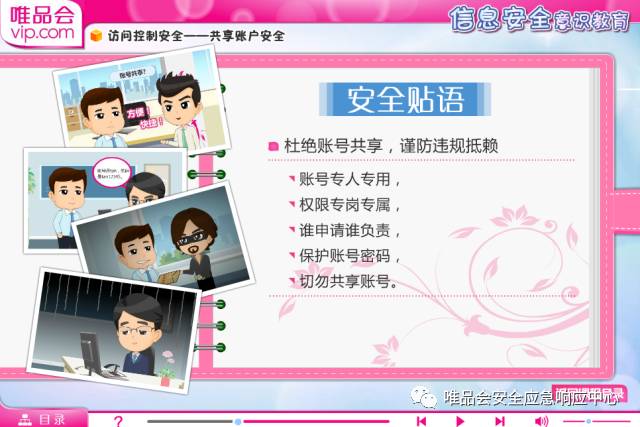 唯品会
vip.com
访问控制安全——共享账户安全
信息安全意识教育
账号共享?
方便!
快捷!
安全贴语
杜绝账号共享，谨防违规抵赖
账号专人专用，
权限专岗专属，
谁申请谁负责，
保护账号密码，
切勿共享账号。
唯品会安全应急响应中心
目录
?